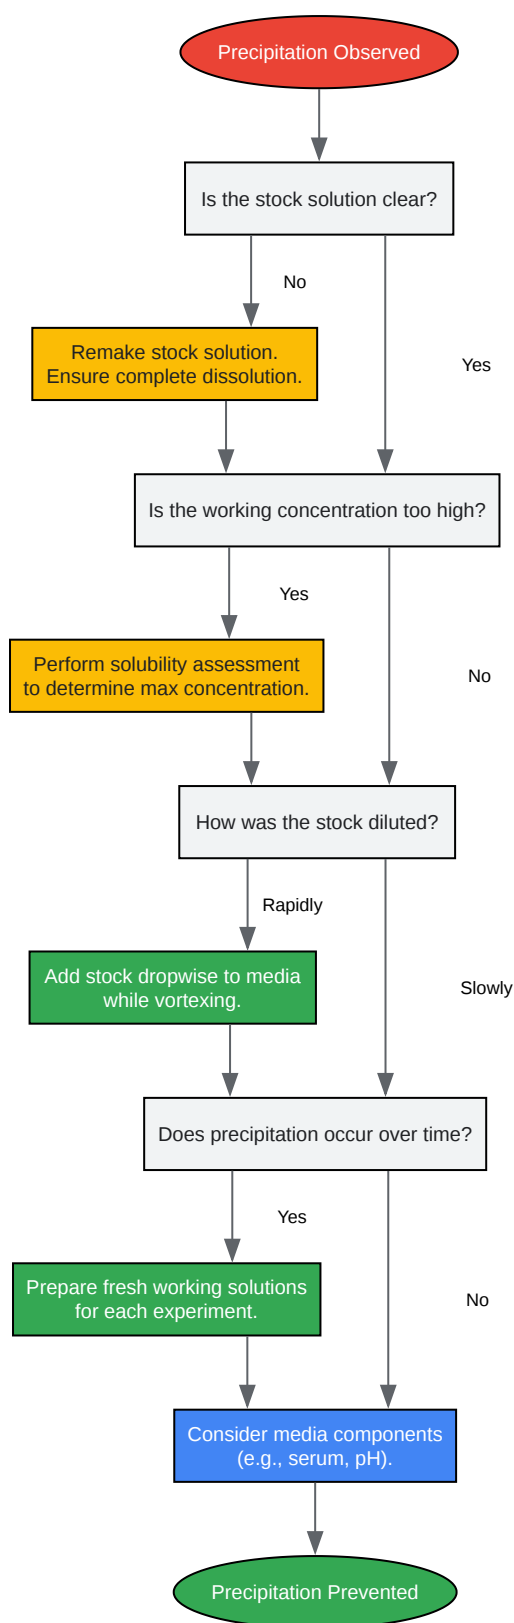 Precipitation Observed
Is the stock solution clear?
No
Remake stock solution.
Ensure complete dissolution.
Yes
Is the working concentration too high?
Yes
Perform solubility assessment
to determine max concentration.
No
How was the stock diluted?
Rapidly
Add stock dropwise to media
while vortexing.
Slowly
Does precipitation occur over time?
Yes
Prepare fresh working solutions
for each experiment.
No
Consider media components
(e.g., serum, pH).
Precipitation Prevented